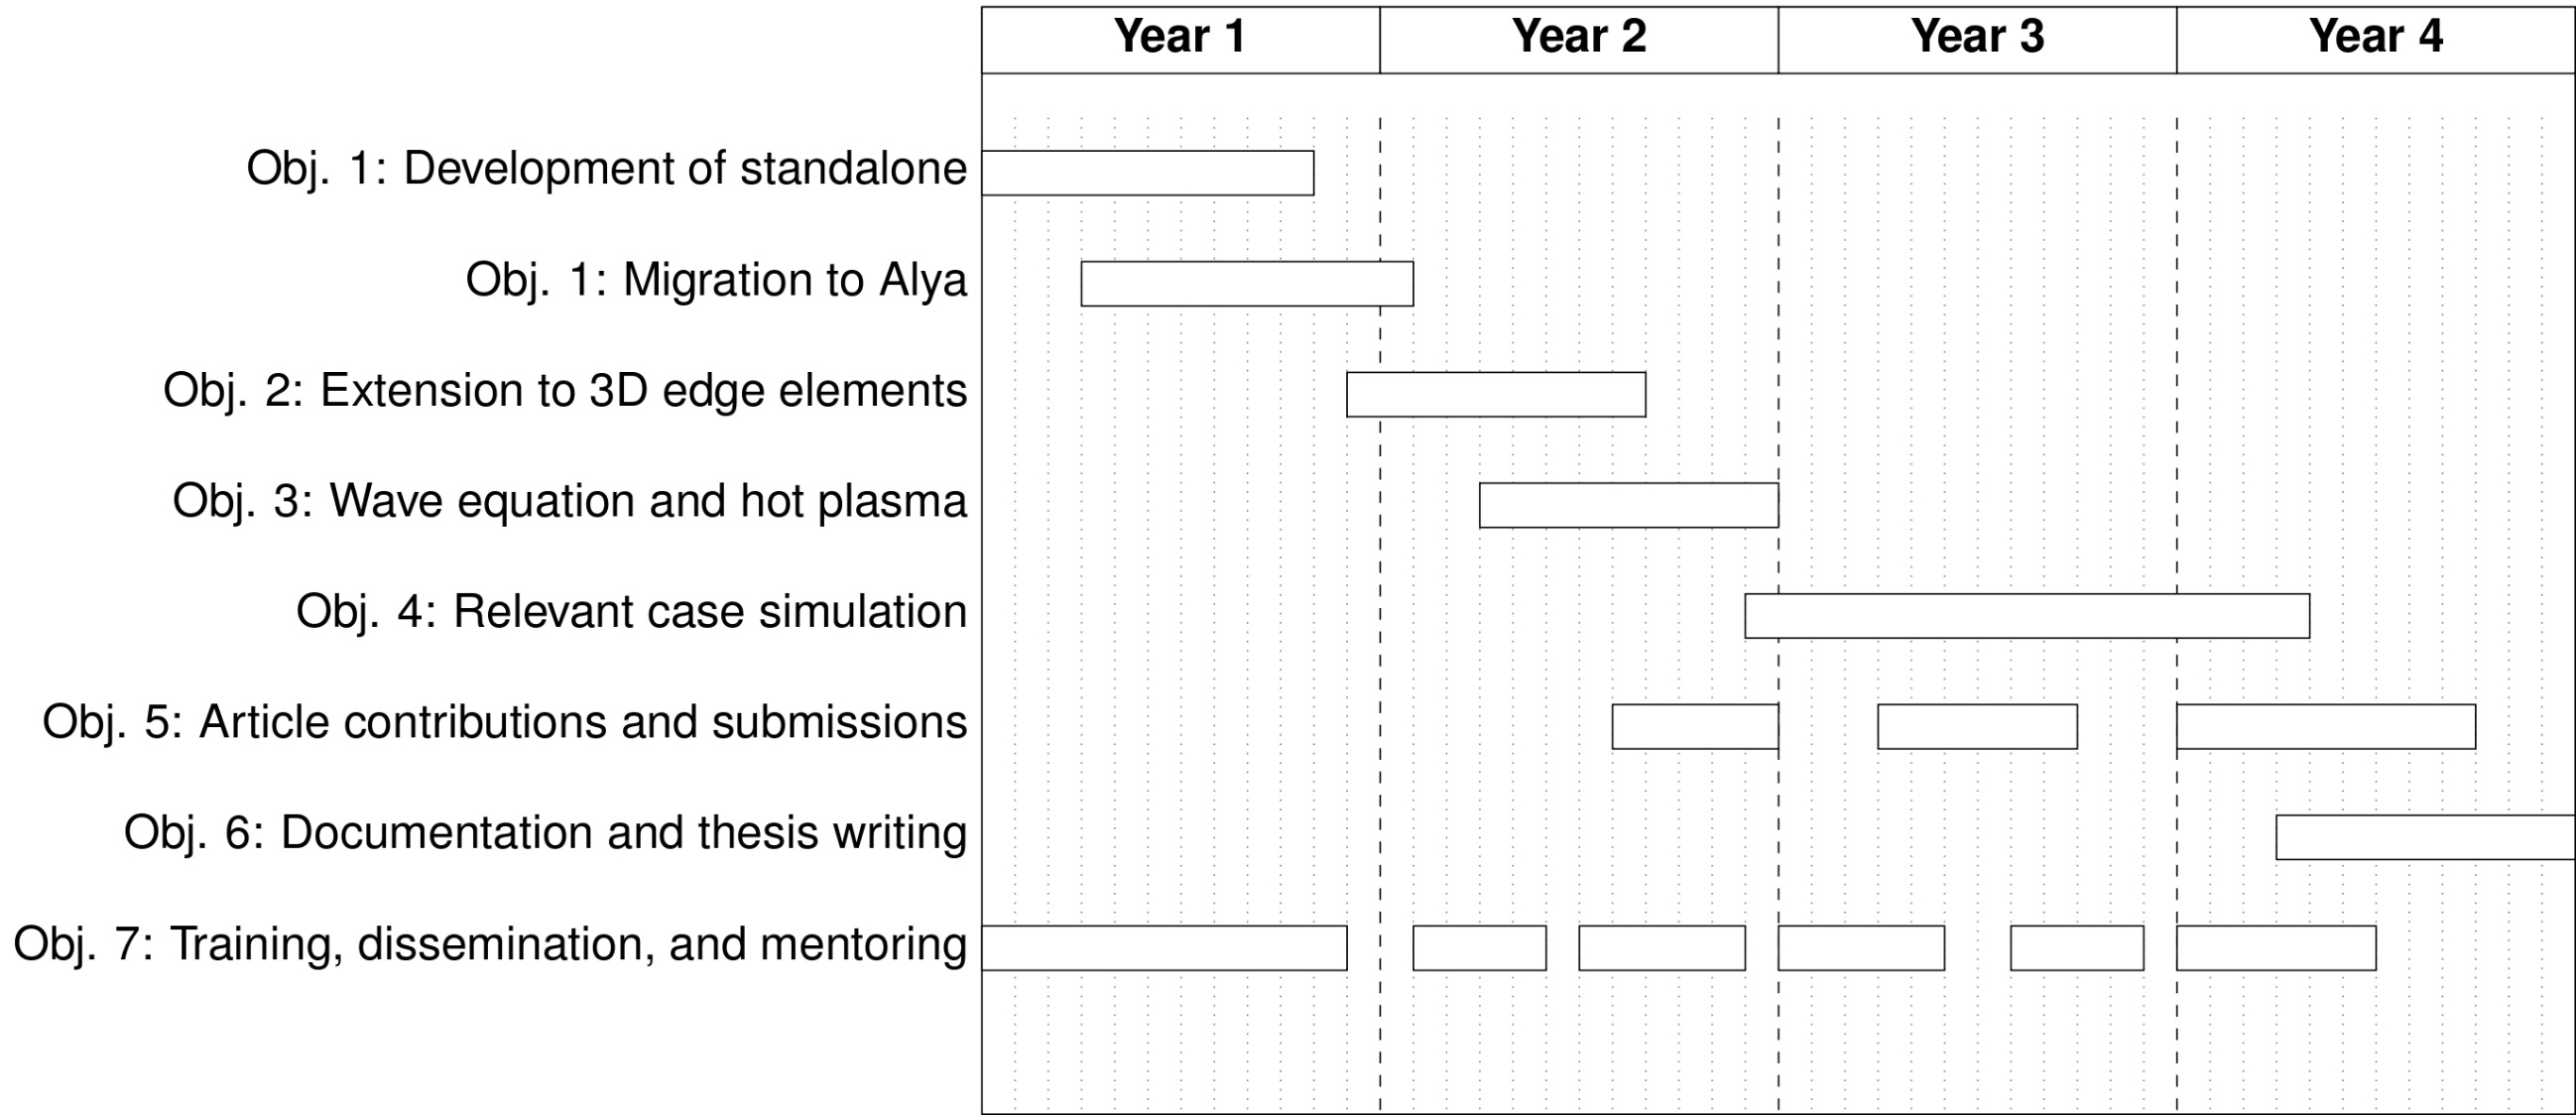 Year 1 Year 2 Year 3 Year 4
Obj. 1: Development of standalone
Obj. 1: Migration to Alya
Obj. 2: Extension to 3D edge elements
Obj. 3: Wave equation and hot plasma
Obj. 4: Relevant case simulation
Obj. 5: Article contributions and submissions
Obj. 6: Documentation and thesis writing
Obj. 7: Training, dissemination, and mentoring